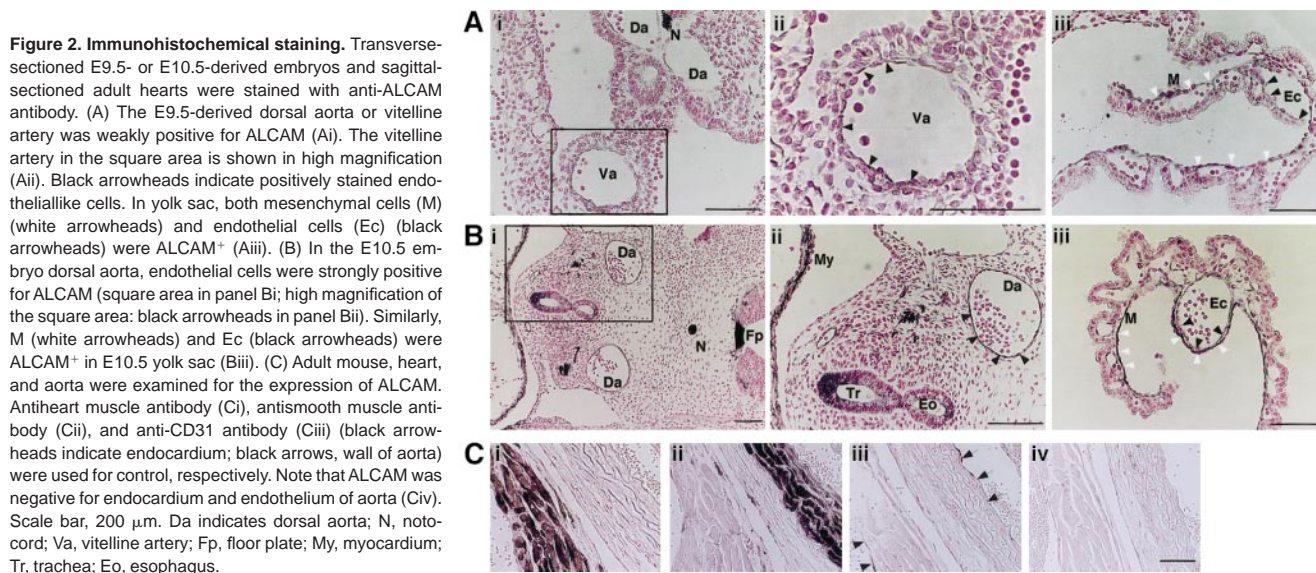 Figure 2. Immunohistochemical staining. Transverse-
sectioned E9.5- or E10.5-derived embryos and sagittal-
sectioned adult hearts were stained with anti-ALCAM
antibody. (A) The E9.5-derived dorsal aorta or vitelline
artery was weakly positive for ALCAM (Ai). The vitelline
artery in the square area is shown in high magnification
(Aii). Black arrowheads indicate positively stained endo-
theliallike cells. In yolk sac, both mesenchymal cells (M)
(white arrowheads) and endothelial cells (Ec) (black
arrowheads) were ALCAM⁺ (Aiii). (B) In the E10.5 em-
bryo dorsal aorta, endothelial cells were strongly positive
for ALCAM (square area in panel Bi; high magnification of
the square area: black arrowheads in panel Bii). Similarly,
M (white arrowheads) and Ec (black arrowheads) were
ALCAM⁺ in E10.5 yolk sac (Biii). (C) Adult mouse, heart,
and aorta were examined for the expression of ALCAM.
Antiheart muscle antibody (Ci), antismooth muscle anti-
body (Cii), and anti-CD31 antibody (Ciii) (black arrow-
heads indicate endocardium; black arrows, wall of aorta)
were used for control, respectively. Note that ALCAM was
negative for endocardium and endothelium of aorta (Civ).
Scale bar, 200 μm. Da indicates dorsal aorta; N, noto-
cord; Va, vitelline artery; Fp, floor plate; My, myocardium;
Tr, trachea; Eo, esophagus.
A
i
Da
N
Da
Va
ii
Va
iii
M
Ec
B
i
Da
N
Fp
Da
ii
My
Da
Tr
Eo
iii
Ec
M
C
i
ii
iii
iv